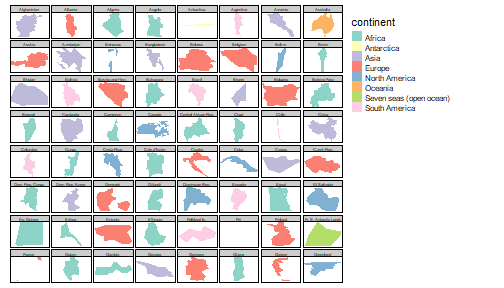 Afghanistan Albania Algeria Angola Antarctica Argentina Armenia Australia
Austria Azerbaijan Bahamas Bangladesh Belarus Belgium Belize Benin
Bhutan Bolivia Bosnia and Herz. Botswana Brazil Brunei Bulgaria Burkina Faso
Burundi Cambodia Cameroon Canada Central African Rep. Chad Chile China
Colombia Congo Costa Rica Côte d'Ivoire Croatia Cuba Cyprus Czech Rep.
Dem. Rep. Congo Dem. Rep. Korea Denmark Djibouti Dominican Rep. Ecuador Egypt El Salvador
Eq. Guinea Eritrea Estonia Ethiopia Falkland Is. Fiji Finland Fr. S. Antarctic Lands
France Gabon Gambia Georgia Germany Ghana Greece Greenland
continent
Africa
Antarctica
Asia
Europe
North America
Oceania
Seven seas (open ocean)
South America